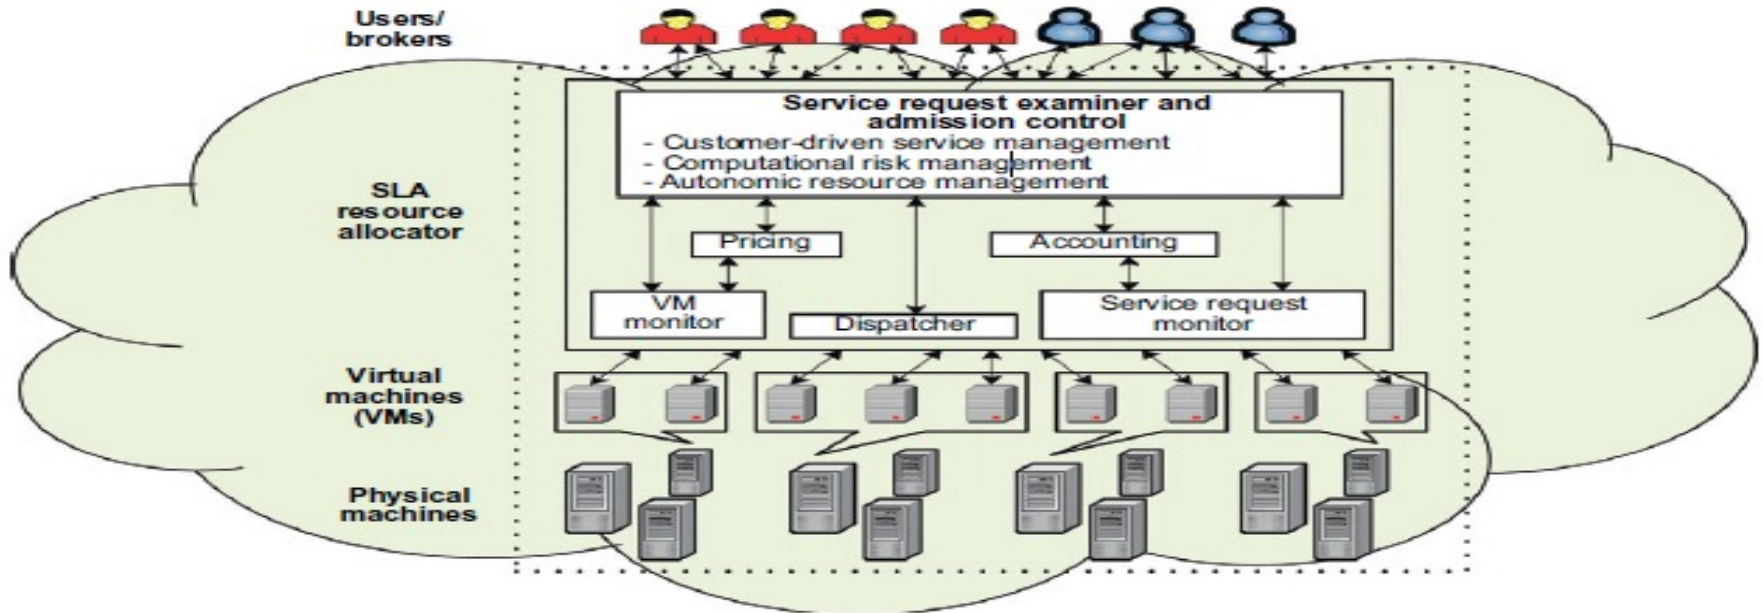 Users/
brokers
Service request examiner and
admission control
- Customer-driven service management
- Computational risk management
- Autonomic resource management
SLA
resource
allocator
Pricing
Accounting
VM
monitor
Dispatcher
Service request
monitor
Virtual
machines
(VMs)
Physical
machines